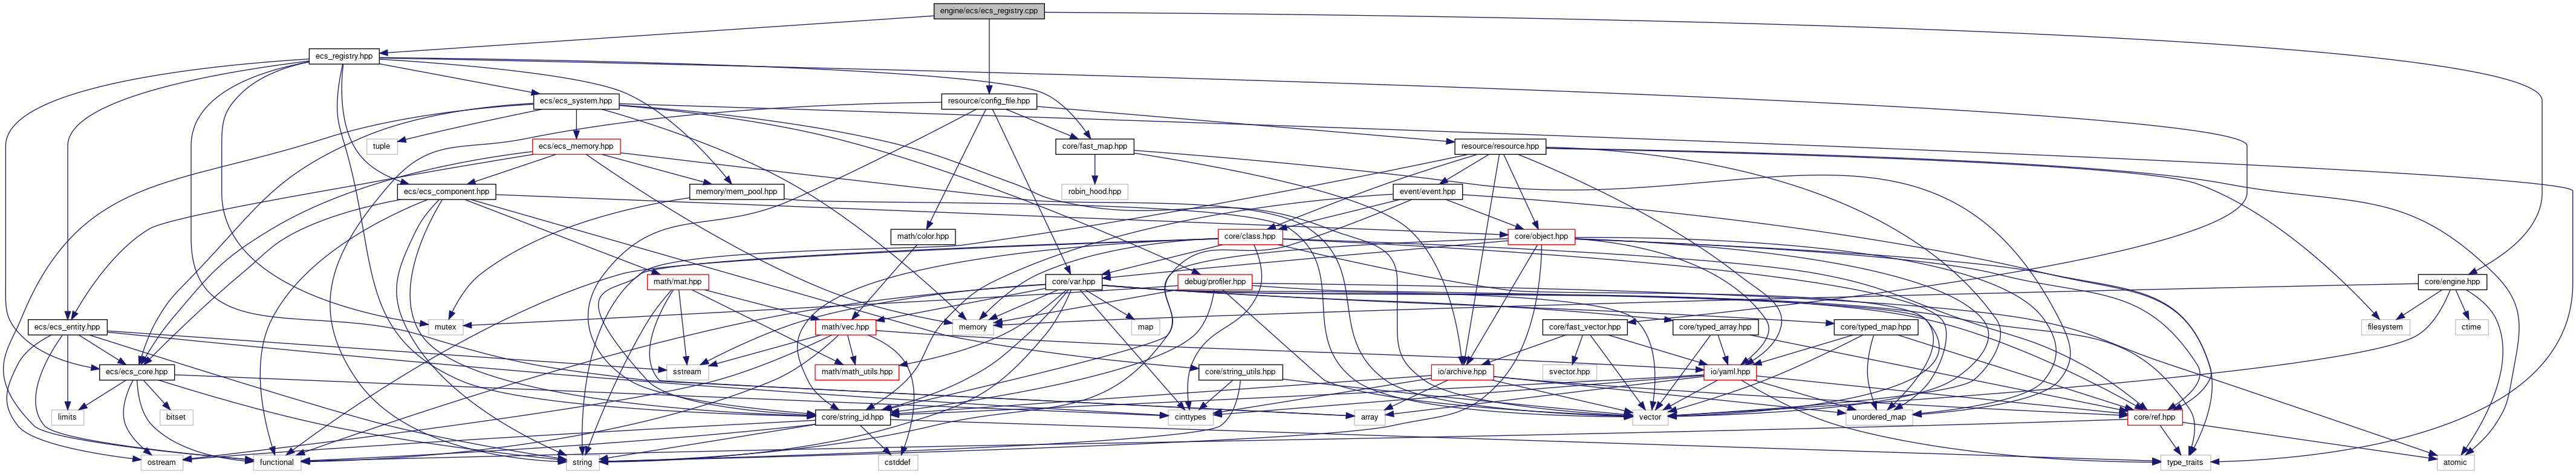 engine/ecs/ecs_registry.cpp
ecs_registry.hpp
ecs/ecs_system.hpp
resource/config_file.hpp
tuple
ecs/ecs_memory.hpp
core/fast_map.hpp
resource/resource.hpp
ecs/ecs_component.hpp
memory/mem_pool.hpp
robin_hood.hpp
event/event.hpp
math/color.hpp
core/class.hpp
core/object.hpp
math/mat.hpp
core/var.hpp
debug/profiler.hpp
core/engine.hpp
ecs/ecs_entity.hpp
mutex
math/vec.hpp
memory
map
core/fast_vector.hpp
core/typed_array.hpp
core/typed_map.hpp
filesystem
ctime
ecs/ecs_core.hpp
sstream
math/math_utils.hpp
core/string_utils.hpp
io/archive.hpp
svector.hpp
io/yaml.hpp
limits
bitset
core/string_id.hpp
cinttypes
array
vector
unordered_map
core/ref.hpp
ostream
functional
string
cstddef
type_traits
atomic